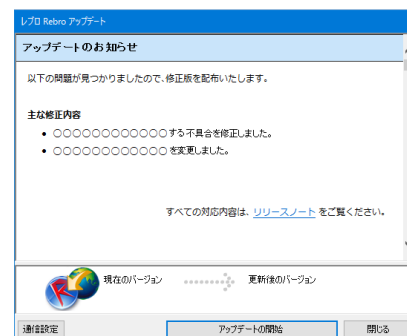 レブロ Rebro アップデート
アップデートのお知らせ
以下の問題が見つかりましたので、修正版を配布いたします。
主な修正内容
• ○○○○○○○○○○○○する不具合を修正しました。
• ○○○○○○○○○○○○を変更しました。
すべての対応内容は、リリースノート をご覧ください。
現在のバージョン 更新後のバージョン
通信設定 アップデートの開始 閉じる